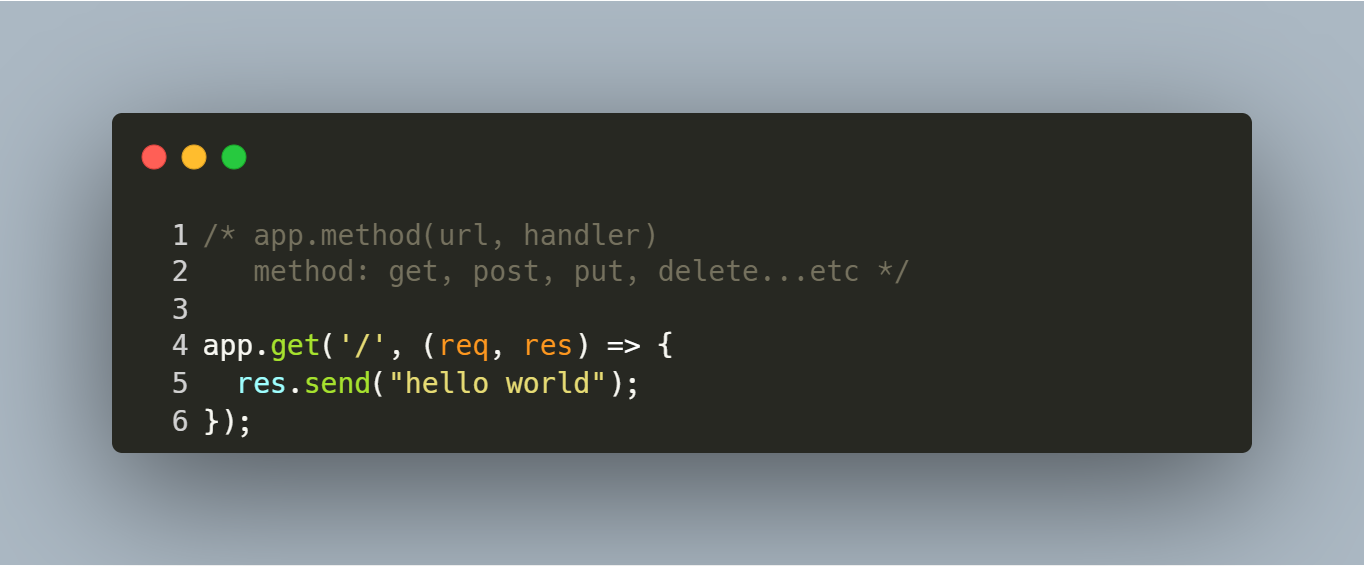 1 /* app.method(url, handler)
2    method: get, post, put, delete...etc */
3
4 app.get('/', (req, res) => {
5   res.send("hello world");
6 });